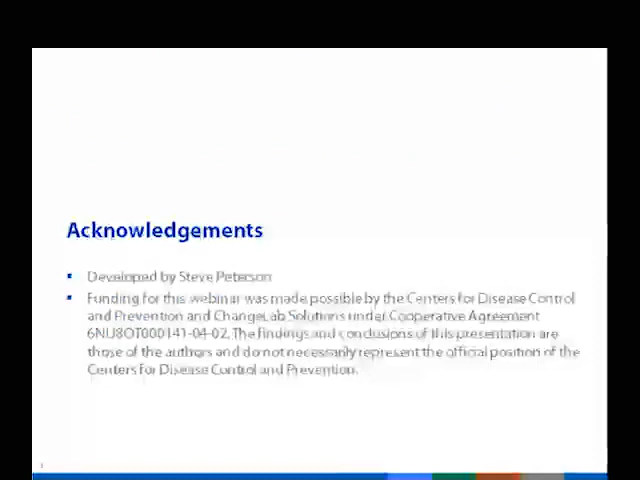 Acknowledgements
Developed by Steve Peterson
Funding for this webinar was made possible by the Centers for Disease Control
and Prevention and ChangeLab Solutions under Cooperative Agreement
6NU8OT000141-04-02. The findings and conclusions of this presentation are
those of the authors and do not necessarily represent the official position of the
Centers for Disease Control and Prevention.